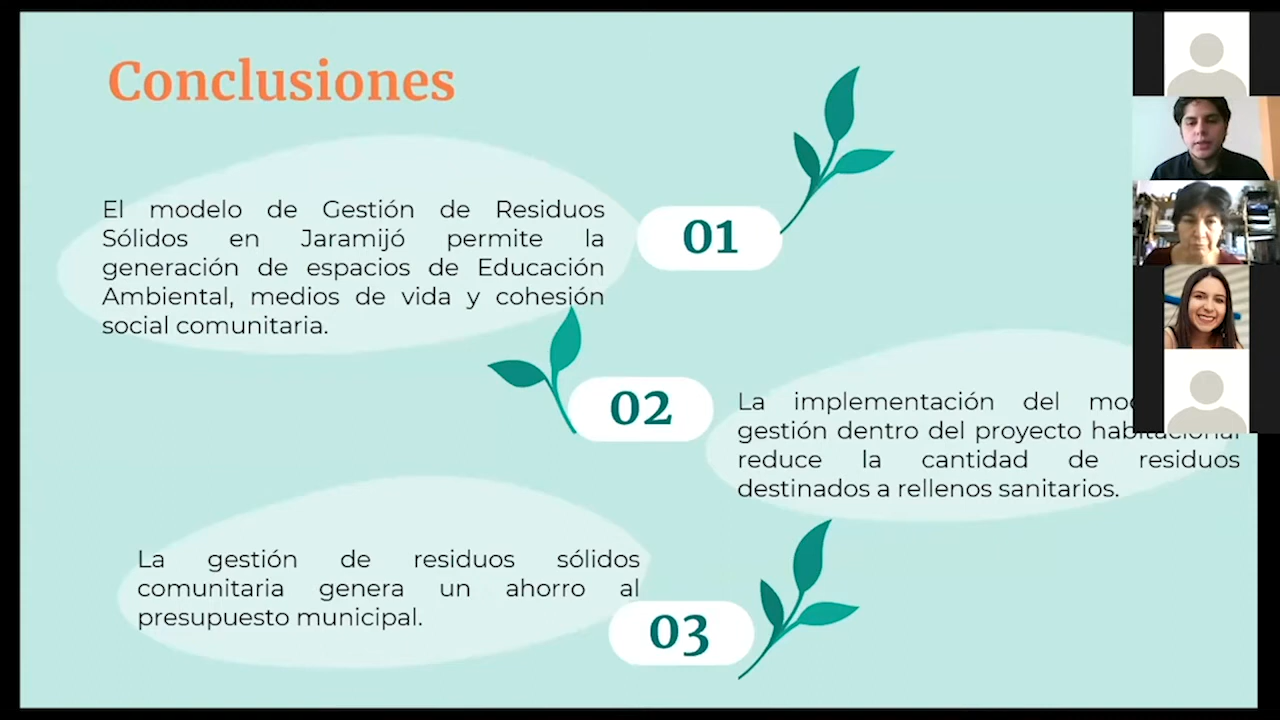 Conclusiones
El modelo de Gestión de Residuos
Sólidos en Jaramijó permite la
generación de espacios de Educación
Ambiental, medios de vida y cohesión
social comunitaria.
01
02
La implementación del
gestión dentro del proyecto habitacional
reduce la cantidad de residuos
destinados a rellenos sanitarios.
La gestión de residuos sólidos
comunitaria genera un ahorro al
presupuesto municipal.
03